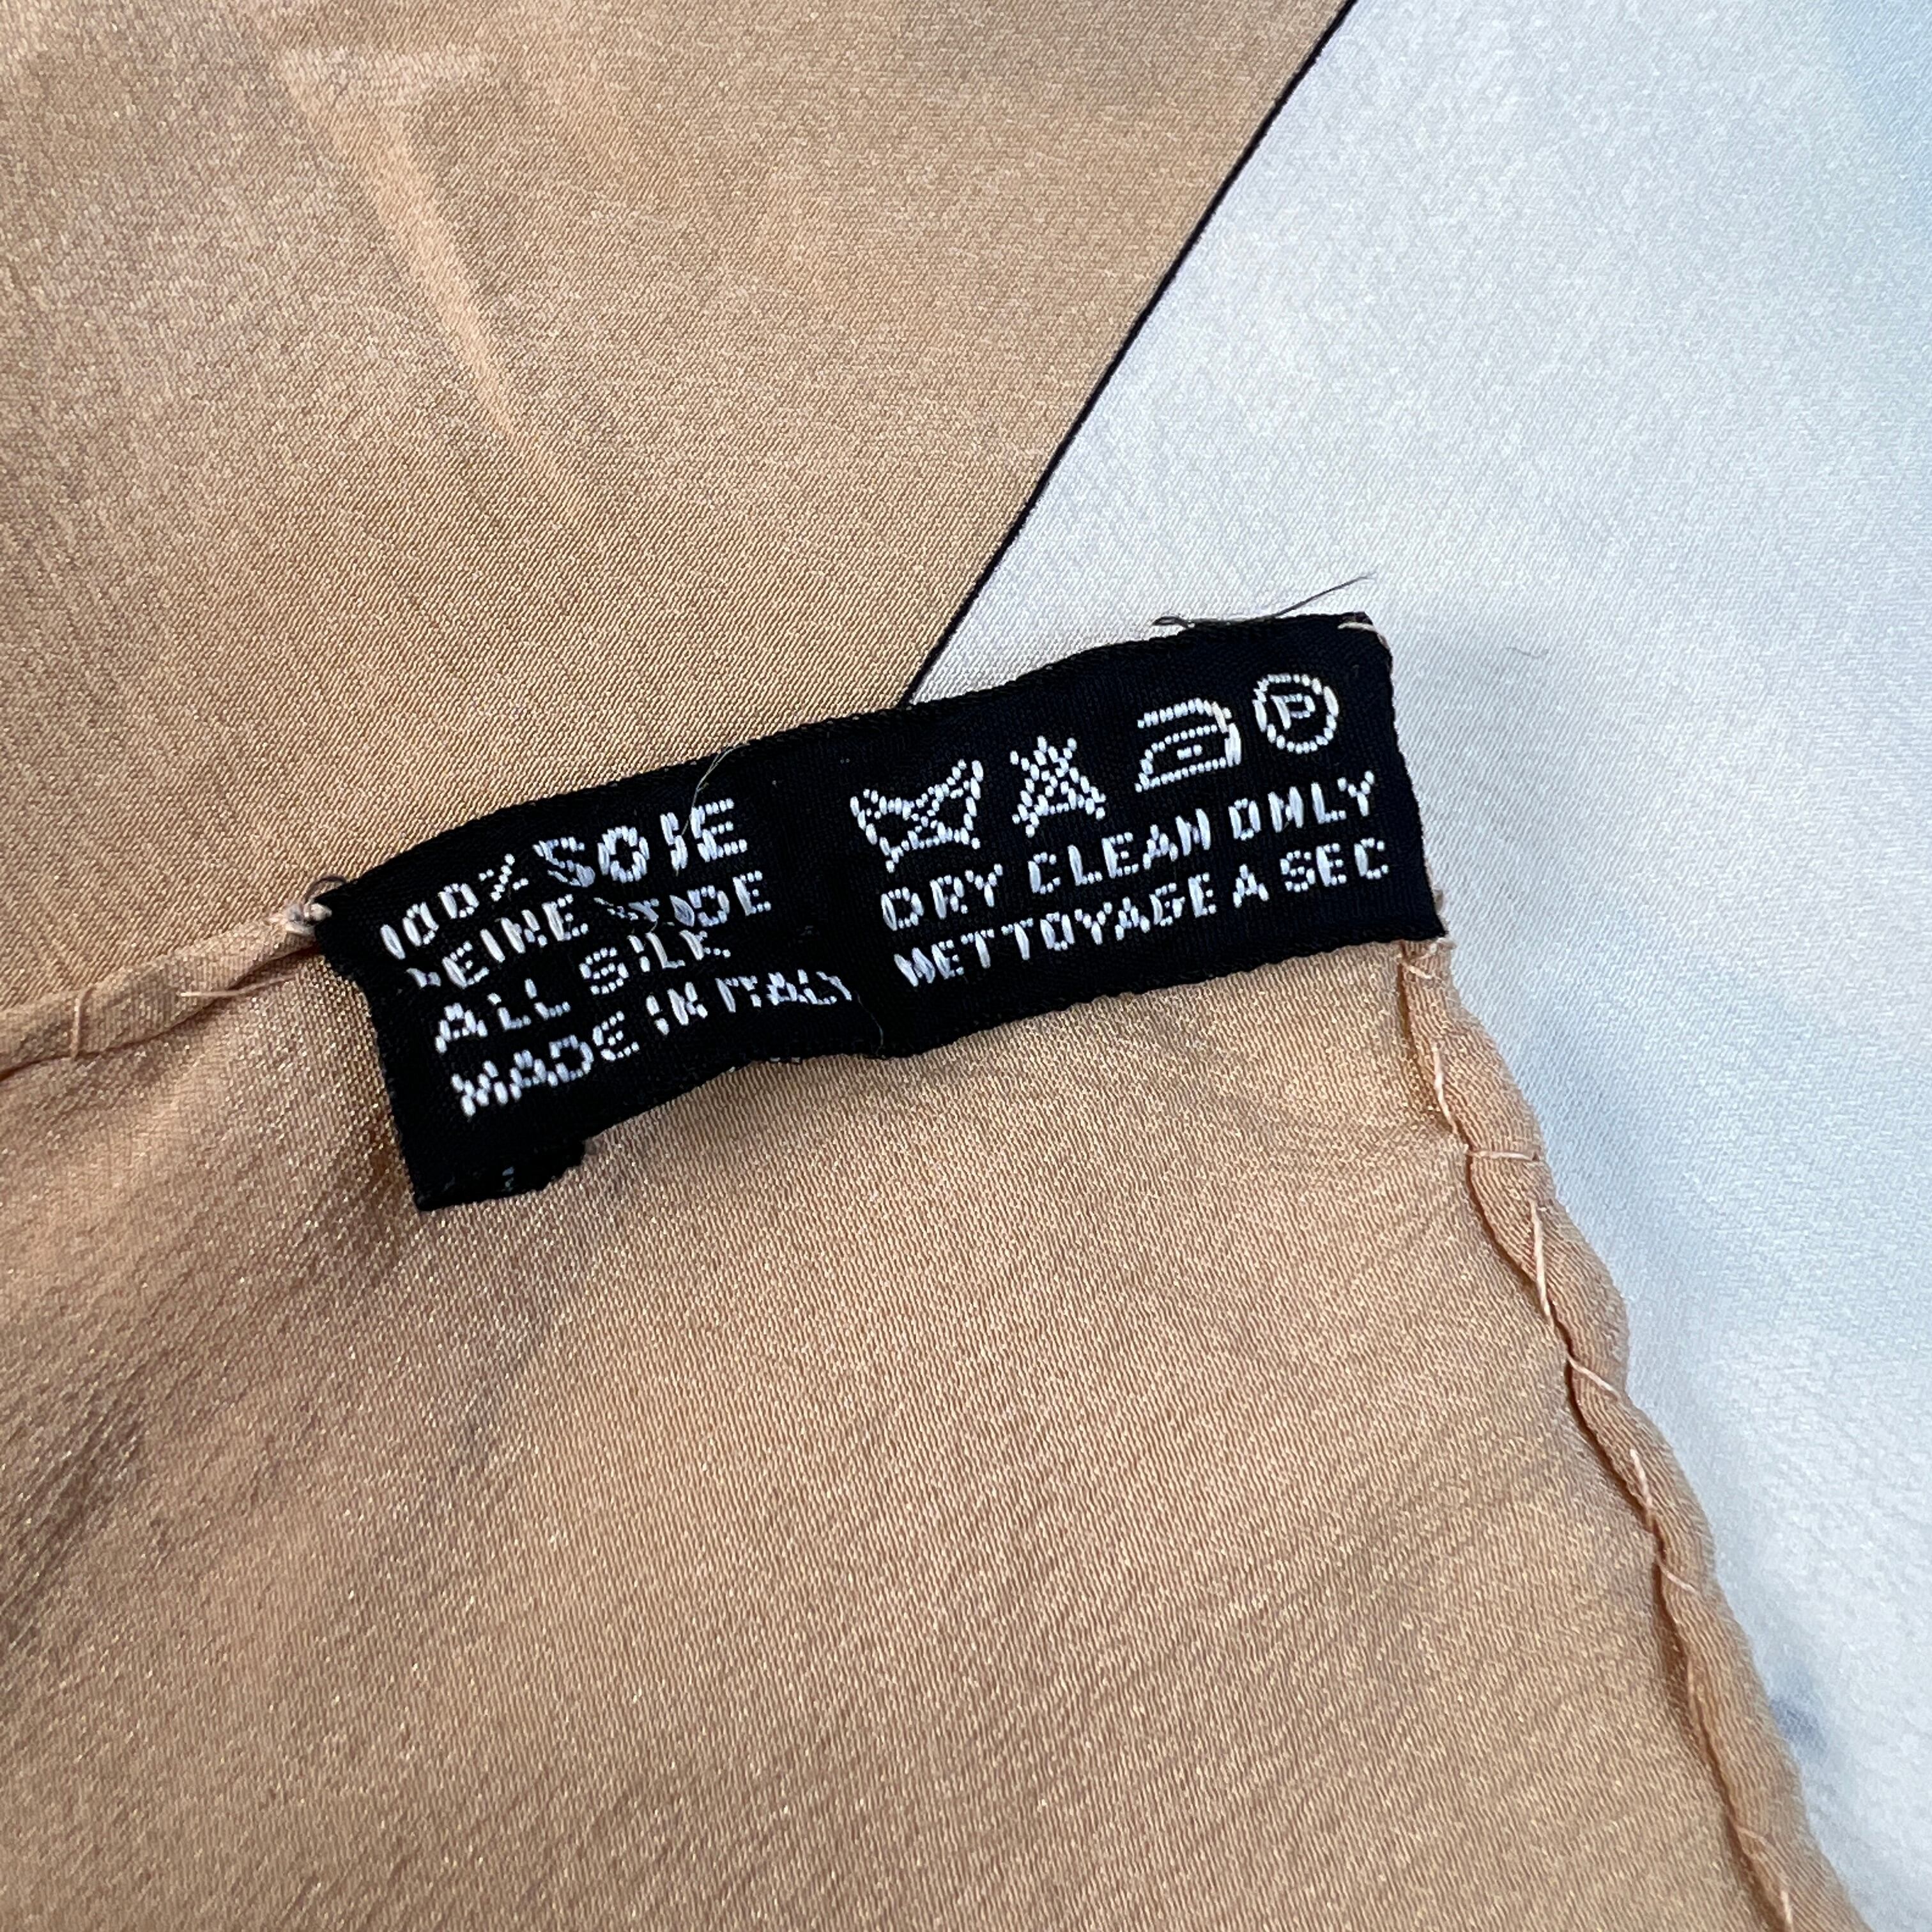 100% SOIE
REINE SEIDE
ALL SILK
MADE IN ITALY
P
DRY CLEAN ONLY
NETTOYAGE A SEC